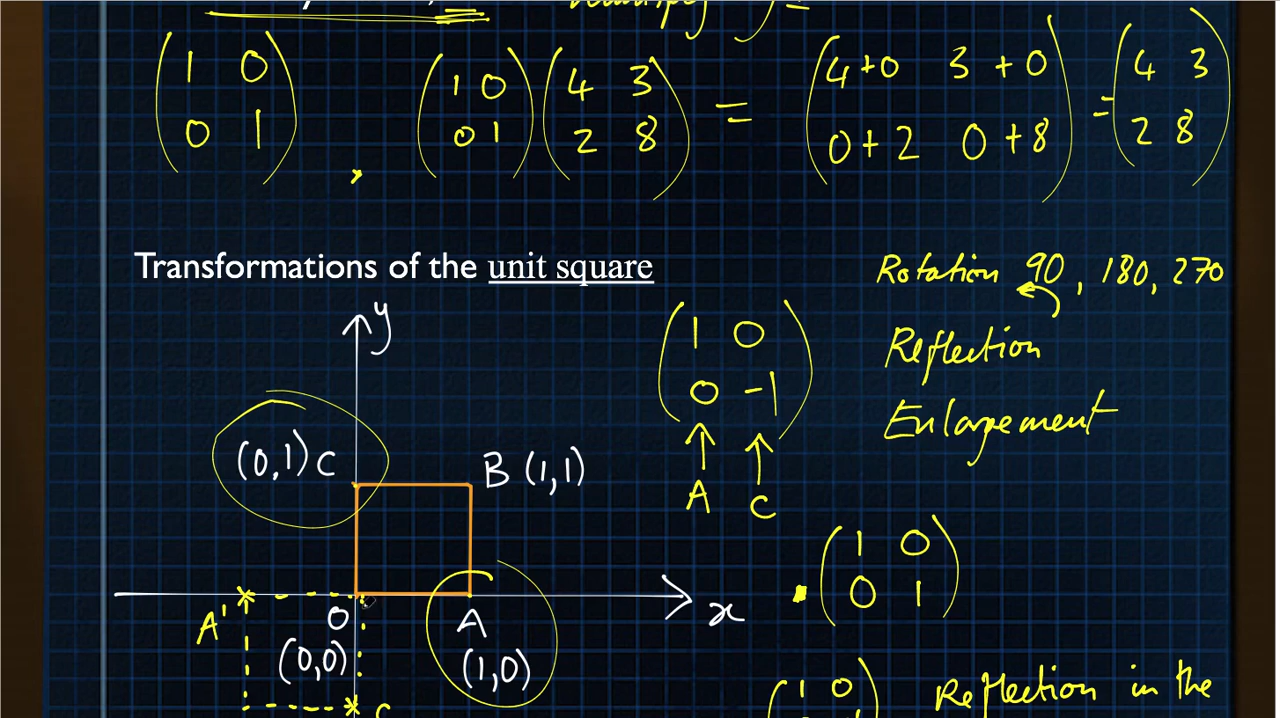 (1 0) (1 0)(4 3) = (4+0 3+0) = (4 3)
(0 1) . (0 1)(2 8) (0+2 0+8) (2 8)
Transformations of the unit square
Rotation 90, 180, 270
y
(1 0)
(0 -1)
Reflection
Enlargement
(0,1) C
B (1,1)
A C
(1 0)
(0 1)
A'
O
(0,0)
A
(1,0)
x
C
(1 0)
Reflection in the